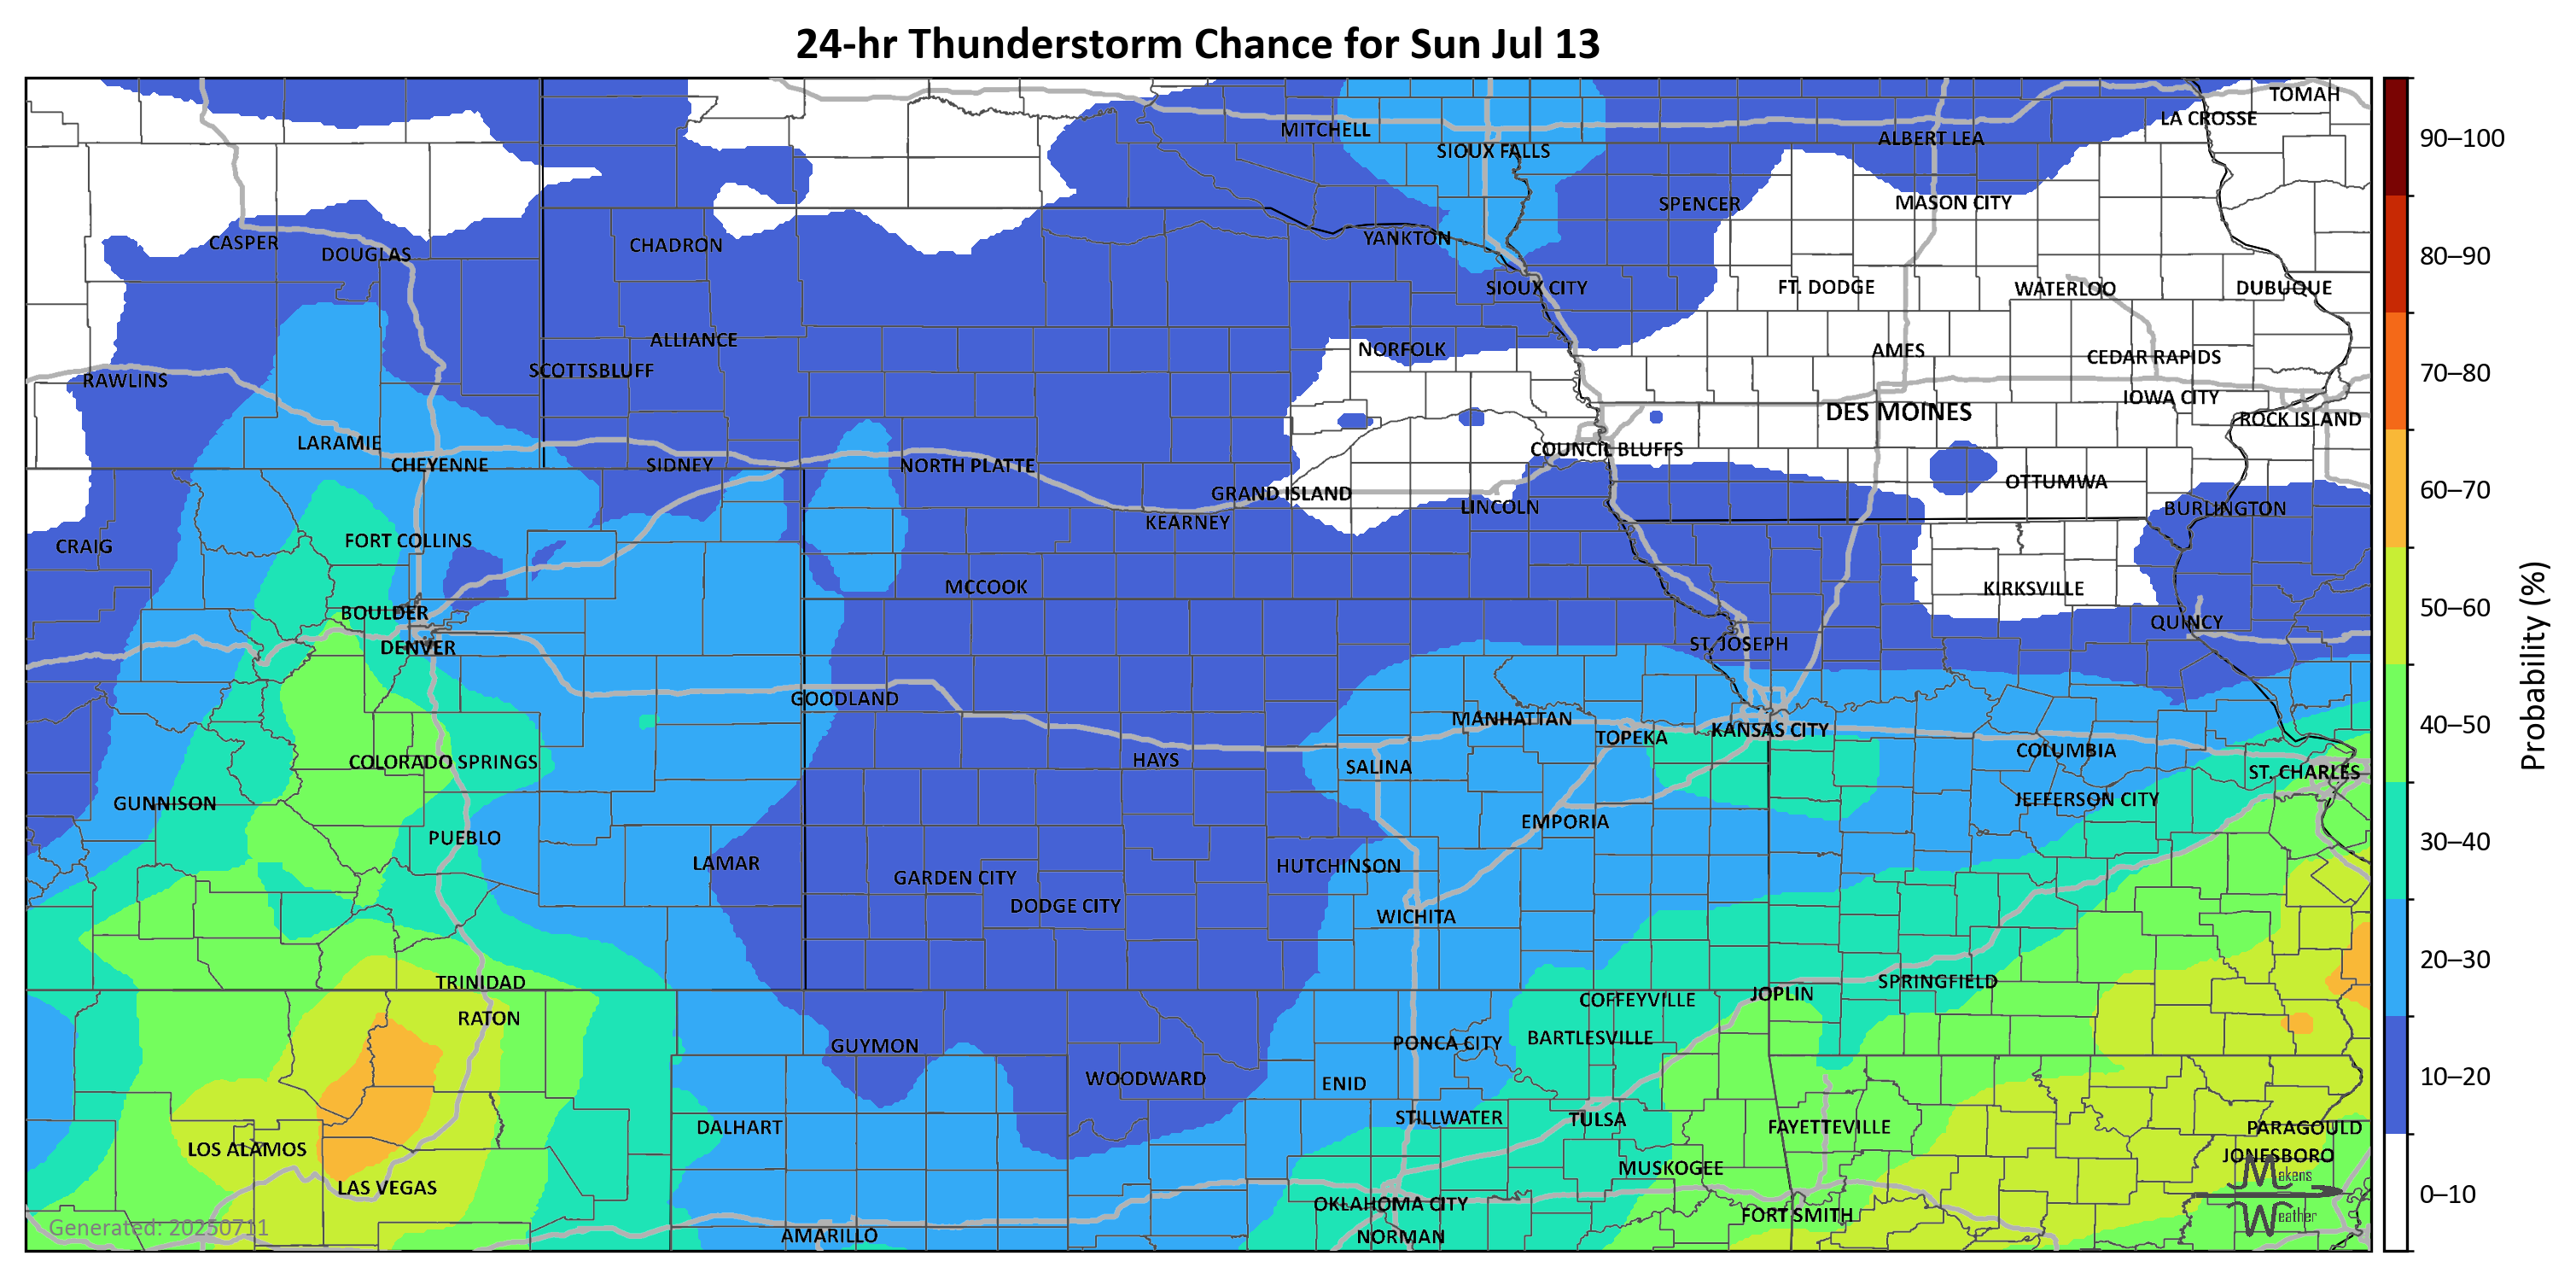 24-hr Thunderstorm Chance for Sun Jul 13
TOMAH
LA CROSSE
MITCHELL
ALBERT LEA
SIOUX FALLS
SPENCER
MASON CITY
CASPER
DOUGLAS
CHADRON
YANKTON
SIOUX CITY
FT. DODGE
WATERLOO
DUBUQUE
ALLIANCE
NORFOLK
AMES
CEDAR RAPIDS
SCOTTSBLUFF
RAWLINS
IOWA CITY
DES MOINES
ROCK ISLAND
LARAMIE
COUNCIL BLUFFS
CHEYENNE
SIDNEY
NORTH PLATTE
OTTUMWA
GRAND ISLAND
LINCOLN
BURLINGTON
KEARNEY
CRAIG
FORT COLLINS
MCCOOK
KIRKSVILLE
BOULDER
QUINCY
DENVER
ST. JOSEPH
GOODLAND
MANHATTAN
KANSAS CITY
TOPEKA
COLUMBIA
COLORADO SPRINGS
HAYS
SALINA
ST. CHARLES
GUNNISON
JEFFERSON CITY
EMPORIA
PUEBLO
LAMAR
HUTCHINSON
GARDEN CITY
DODGE CITY
WICHITA
TRINIDAD
SPRINGFIELD
JOPLIN
COFFEYVILLE
RATON
BARTLESVILLE
PONCA CITY
GUYMON
WOODWARD
ENID
STILLWATER
TULSA
DALHART
FAYETTEVILLE
PARAGOULD
LOS ALAMOS
JONESBORO
MUSKOGEE
LAS VEGAS
OKLAHOMA CITY
FORT SMITH
AMARILLO
NORMAN
Makens
Weather
Generated: 20250711
90–100
80–90
70–80
60–70
50–60
40–50
30–40
20–30
10–20
0–10
Probability (%)